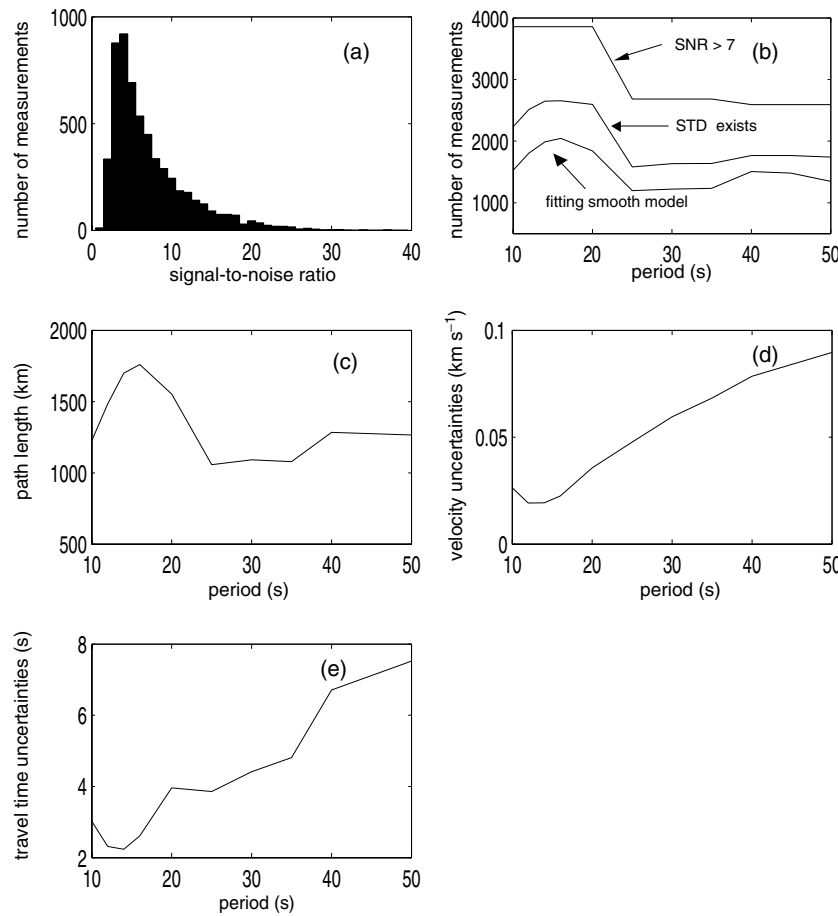 1000
500
0
0
10
20
30
40
number of measurements
signal-to-noise ratio
(a)
4000
3000
2000
1000
10
20
30
40
50
number of measurements
period (s)
(b)
SNR > 7
STD exists
fitting smooth model
2000
1500
1000
500
10
20
30
40
50
path length (km)
period (s)
(c)
0.1
0.05
0
10
20
30
40
50
velocity uncertainties (km s⁻¹)
period (s)
(d)
8
6
4
2
10
20
30
40
50
travel time uncertainties (s)
period (s)
(e)